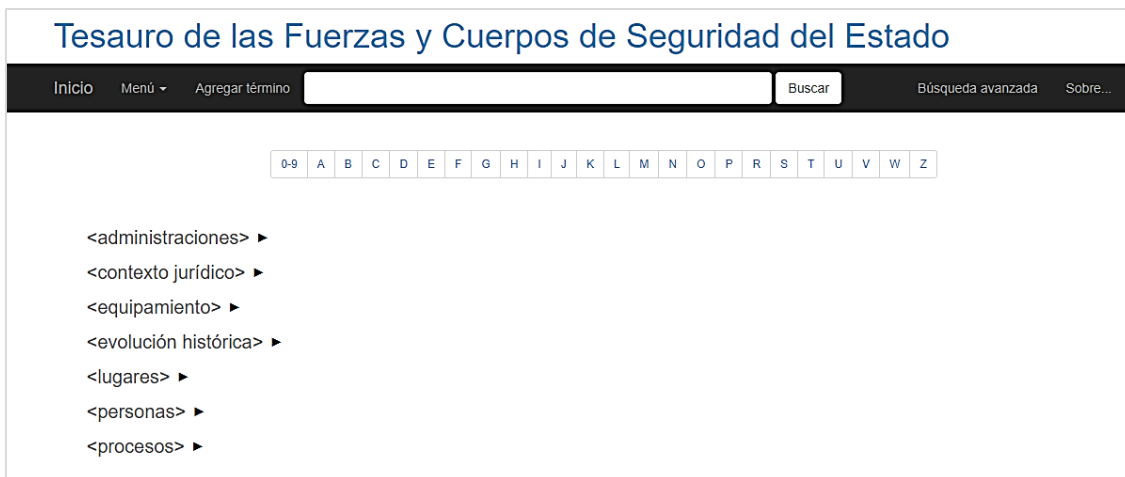 Tesauro de las Fuerzas y Cuerpos de Seguridad del Estado
Inicio Menú Agregar término Buscar Búsqueda avanzada Sobre...
0-9 A B C D E F G H I J K L M N O P R S T U V W Z
<administraciones>
<contexto jurídico>
<equipamiento>
<evolución histórica>
<lugares>
<personas>
<procesos>